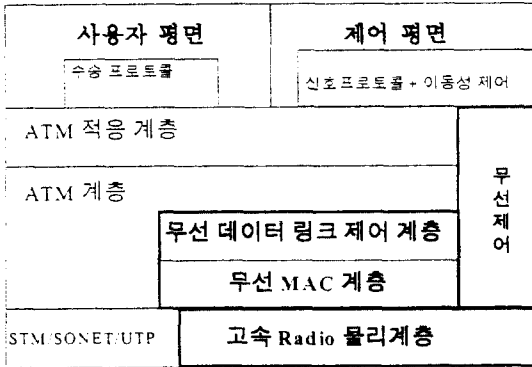 사용자 평면
제어 평면
수송 프로토콜
신호프로토콜 + 이동성 제어
ATM 적응 계층
ATM 계층
무선제어
무선 데이터 링크 제어 계층
무선 MAC 계층
STM/SONET/UTP
고속 Radio 물리계층